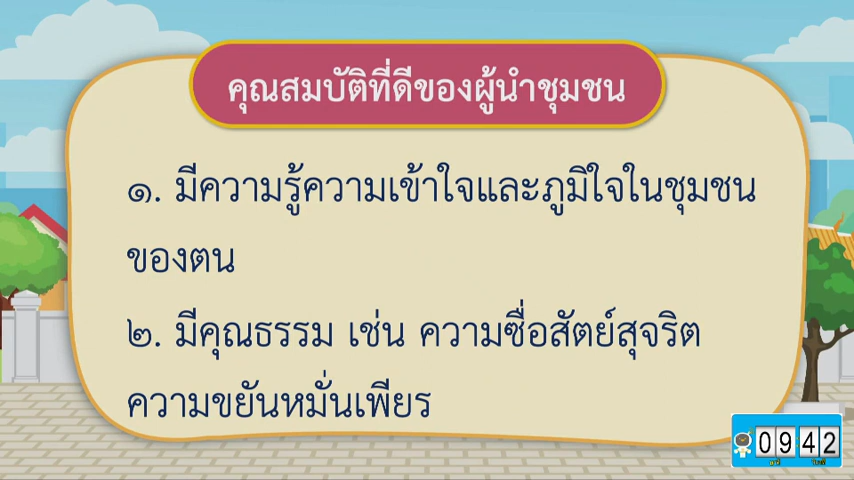 คุณสมบัติที่ดีของผู้นำชุมชน
๑. มีความรู้ความเข้าใจและภูมิใจในชุมชน
ของตน
๒. มีคุณธรรม เช่น ความซื่อสัตย์สุจริต
ความขยันหมั่นเพียร
09 42